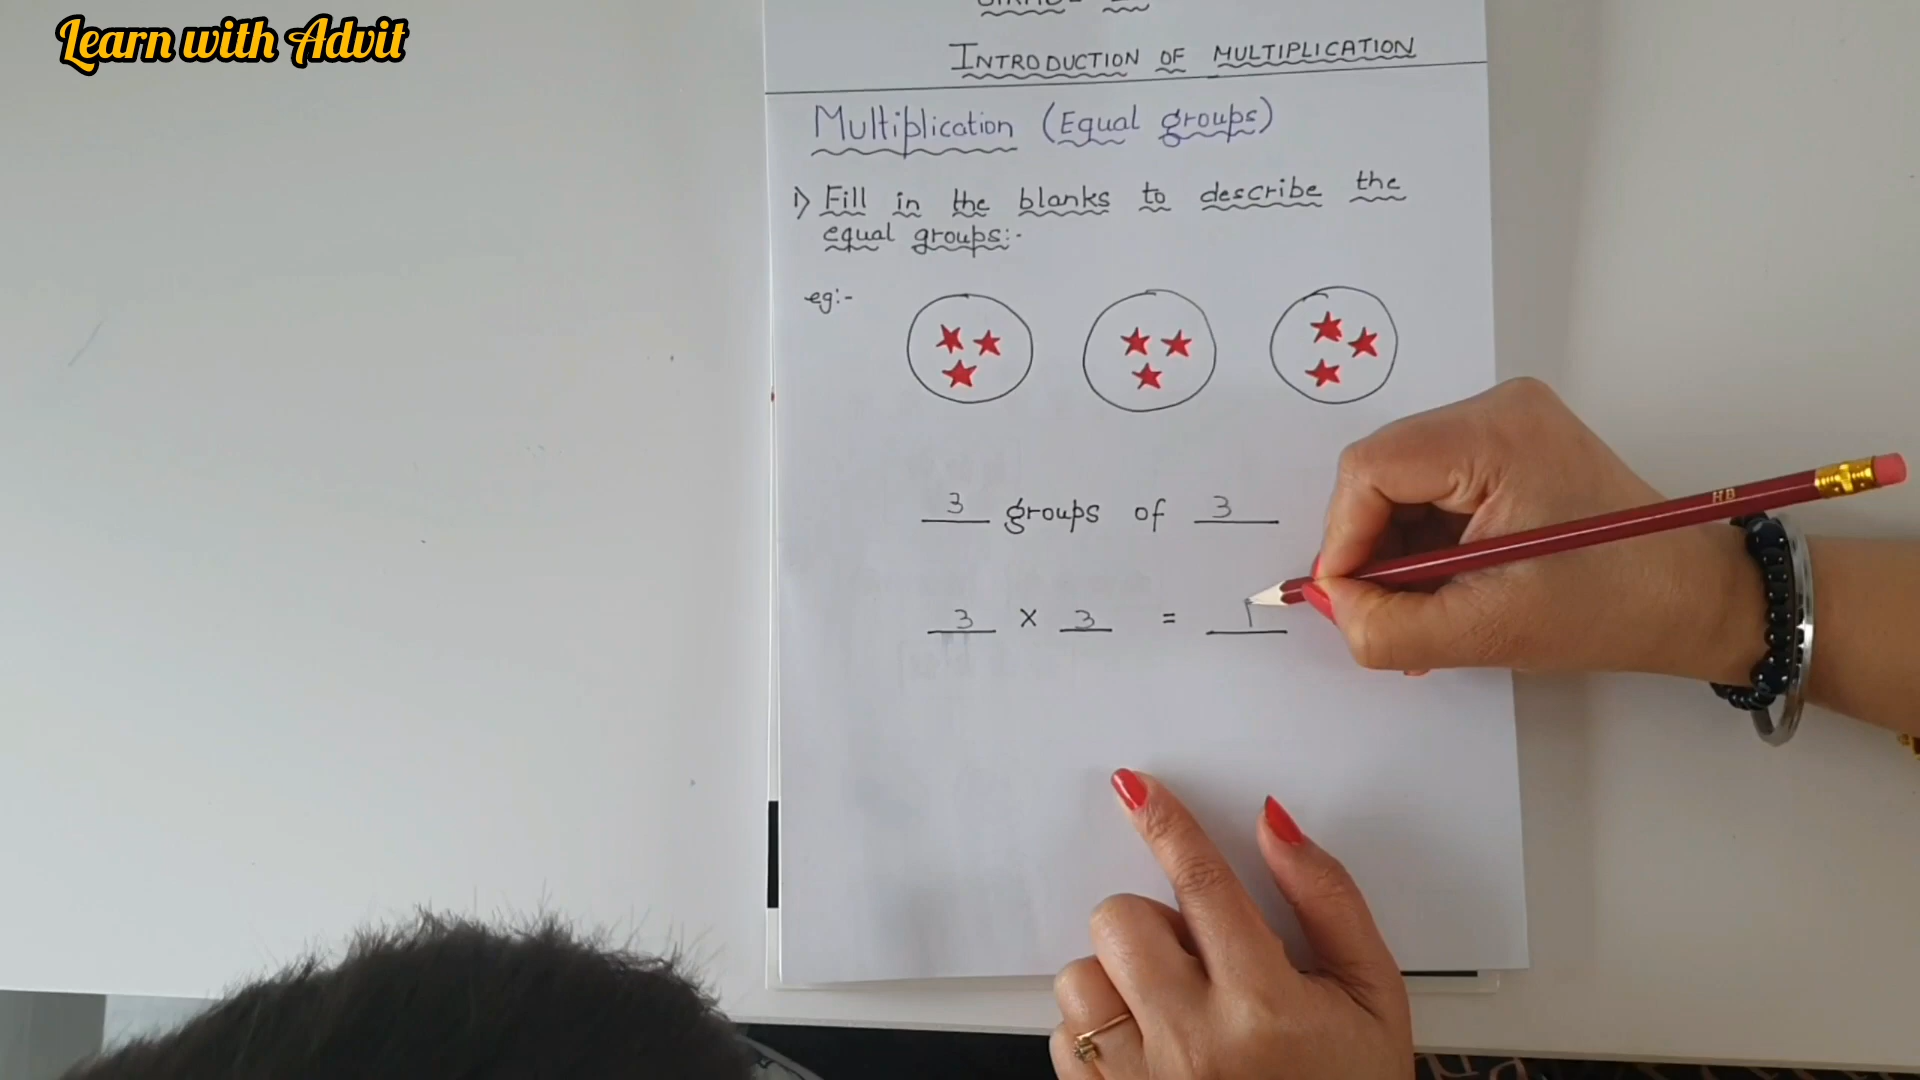 Learn with Advit
INTRODUCTION OF MULTIPLICATION
Multiplication (Equal groups)
1) Fill in the blanks to describe the
equal groups:-
eg:-
3 groups of 3
3 x 3 =
HB